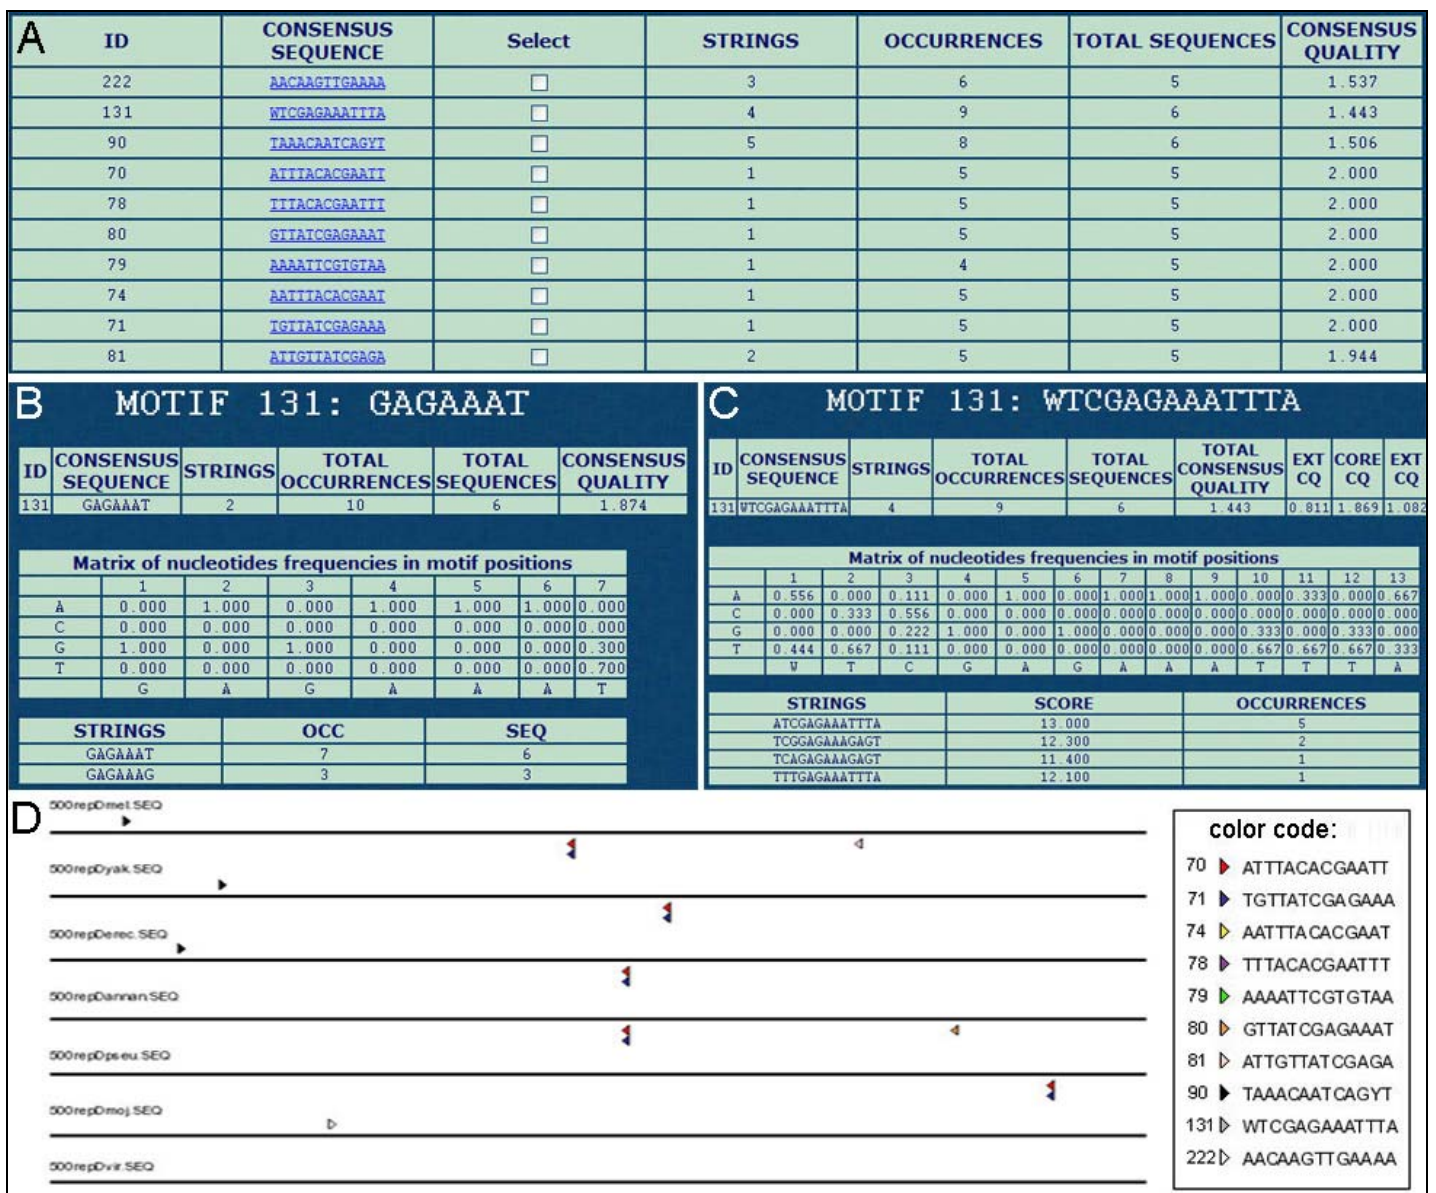 A
ID CONSENSUS SEQUENCE Select STRINGS OCCURRENCES TOTAL SEQUENCES CONSENSUS QUALITY
222 AACAAGTTGAAAA 3 6 5 1.537
131 WTCGAGAAATTTA 4 9 6 1.443
90 TAAACAATCAGYT 5 8 6 1.506
70 ATTTACACGAATT 1 5 5 2.000
78 TTTACACGAATTT 1 5 5 2.000
80 GTTATCGAGAAAT 1 5 5 2.000
79 AAAATTCGTGTAA 1 4 5 2.000
74 AATTTACACGAAT 1 5 5 2.000
71 TGTTATCGAGAAA 1 5 5 2.000
81 ATTGTTATCGAGA 2 5 5 1.944
B
MOTIF 131: GAGAAAT
ID CONSENSUS SEQUENCE STRINGS TOTAL OCCURRENCES TOTAL SEQUENCES CONSENSUS QUALITY
131 GAGAAAT 2 10 6 1.874
Matrix of nucleotides frequencies in motif positions
1 2 3 4 5 6 7
A 0.000 1.000 0.000 1.000 1.000 1.000 0.000
C 0.000 0.000 0.000 0.000 0.000 0.000 0.000
G 1.000 0.000 1.000 0.000 0.000 0.000 0.300
T 0.000 0.000 0.000 0.000 0.000 0.000 0.700
G A G A A A T
STRINGS OCC SEQ
GAGAAAT 7 6
GAGAAAG 3 3
C
MOTIF 131: WTCGAGAAATTTA
ID CONSENSUS SEQUENCE STRINGS TOTAL OCCURRENCES TOTAL SEQUENCES TOTAL CONSENSUS QUALITY EXT CQ CORE CQ EXT CQ
131 WTCGAGAAATTTA 4 9 6 1.443 0.811 1.869 1.082
Matrix of nucleotides frequencies in motif positions
1 2 3 4 5 6 7 8 9 10 11 12 13
A 0.556 0.000 0.111 0.000 1.000 0.000 1.000 1.000 1.000 0.000 0.333 0.000 0.667
C 0.000 0.333 0.556 0.000 0.000 0.000 0.000 0.000 0.000 0.000 0.000 0.000 0.000
G 0.000 0.000 0.222 1.000 0.000 1.000 0.000 0.000 0.000 0.333 0.000 0.333 0.000
T 0.444 0.667 0.111 0.000 0.000 0.000 0.000 0.000 0.000 0.667 0.667 0.667 0.333
W T C G A G A A A T T T A
STRINGS SCORE OCCURRENCES
ATCGAGAAATTTA 13.000 5
TCGGAGAAAGAGT 12.300 2
TCAGAGAAAGAGT 11.400 1
TTTGAGAAATTTA 12.100 1
D
500repDmel.SEQ
500repDyak.SEQ
500repDerec.SEQ
500repDannan.SEQ
500repDpseu.SEQ
500repDmoj.SEQ
500repDvir.SEQ
color code:
70 ATTTACACGAATT
71 TGTTATCGAGAAA
74 AATTTACACGAAT
78 TTTACACGAATTT
79 AAAATTCGTGTAA
80 GTTATCGAGAAAT
81 ATTGTTATCGAGA
90 TAAACAATCAGYT
131 WTCGAGAAATTTA
222 AACAAGTTGAAAA